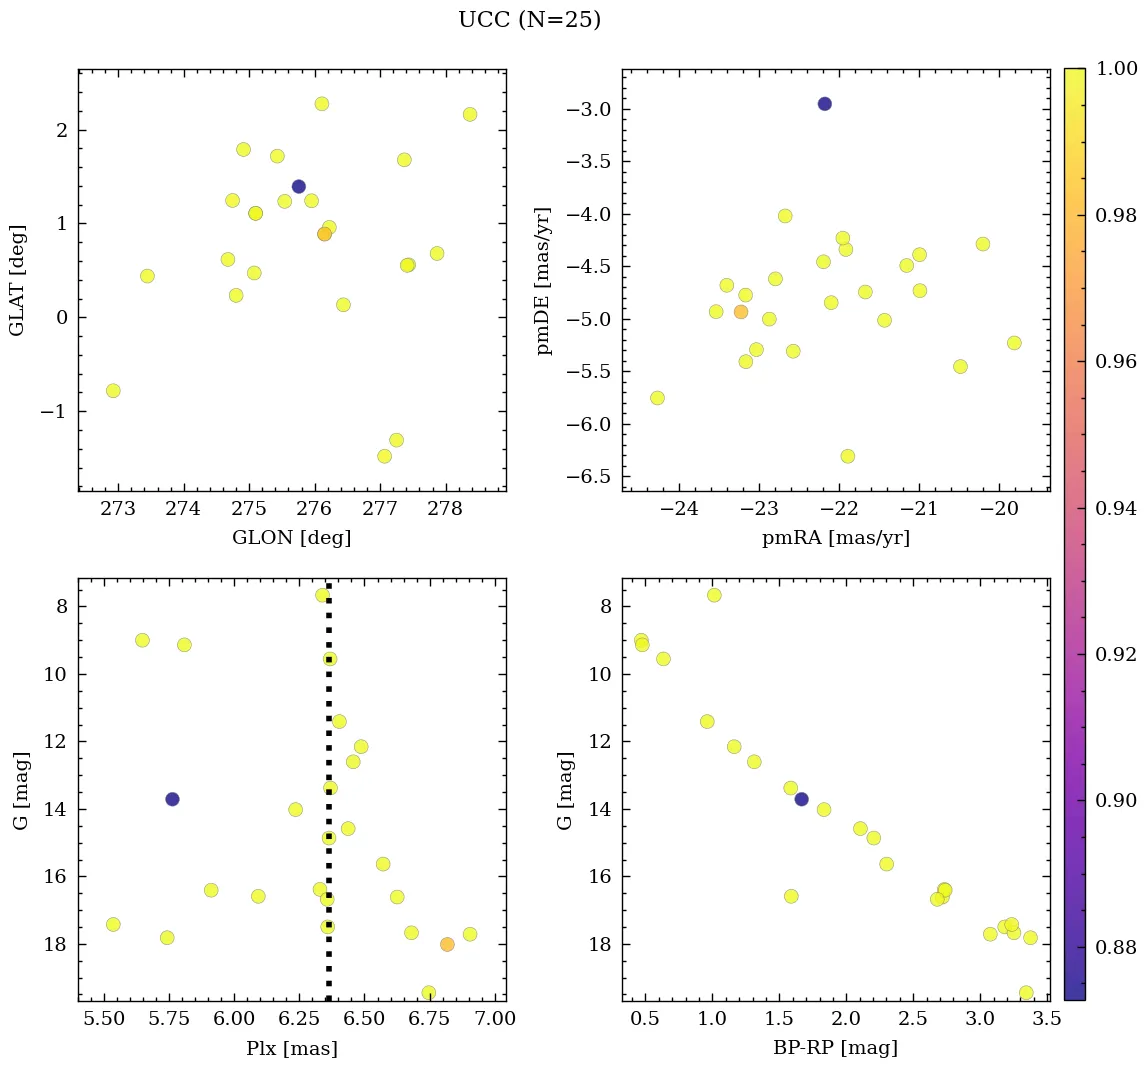 UCC (N=25)
2
1
0
−1
GLAT [deg]
273 274 275 276 277 278
GLON [deg]
−3.0
−3.5
−4.0
−4.5
−5.0
−5.5
−6.0
−6.5
pmDE [mas/yr]
−24 −23 −22 −21 −20
pmRA [mas/yr]
8
10
12
14
16
18
G [mag]
5.50 5.75 6.00 6.25 6.50 6.75 7.00
Plx [mas]
8
10
12
14
16
18
G [mag]
0.5 1.0 1.5 2.0 2.5 3.0 3.5
BP-RP [mag]
1.00
0.98
0.96
0.94
0.92
0.90
0.88